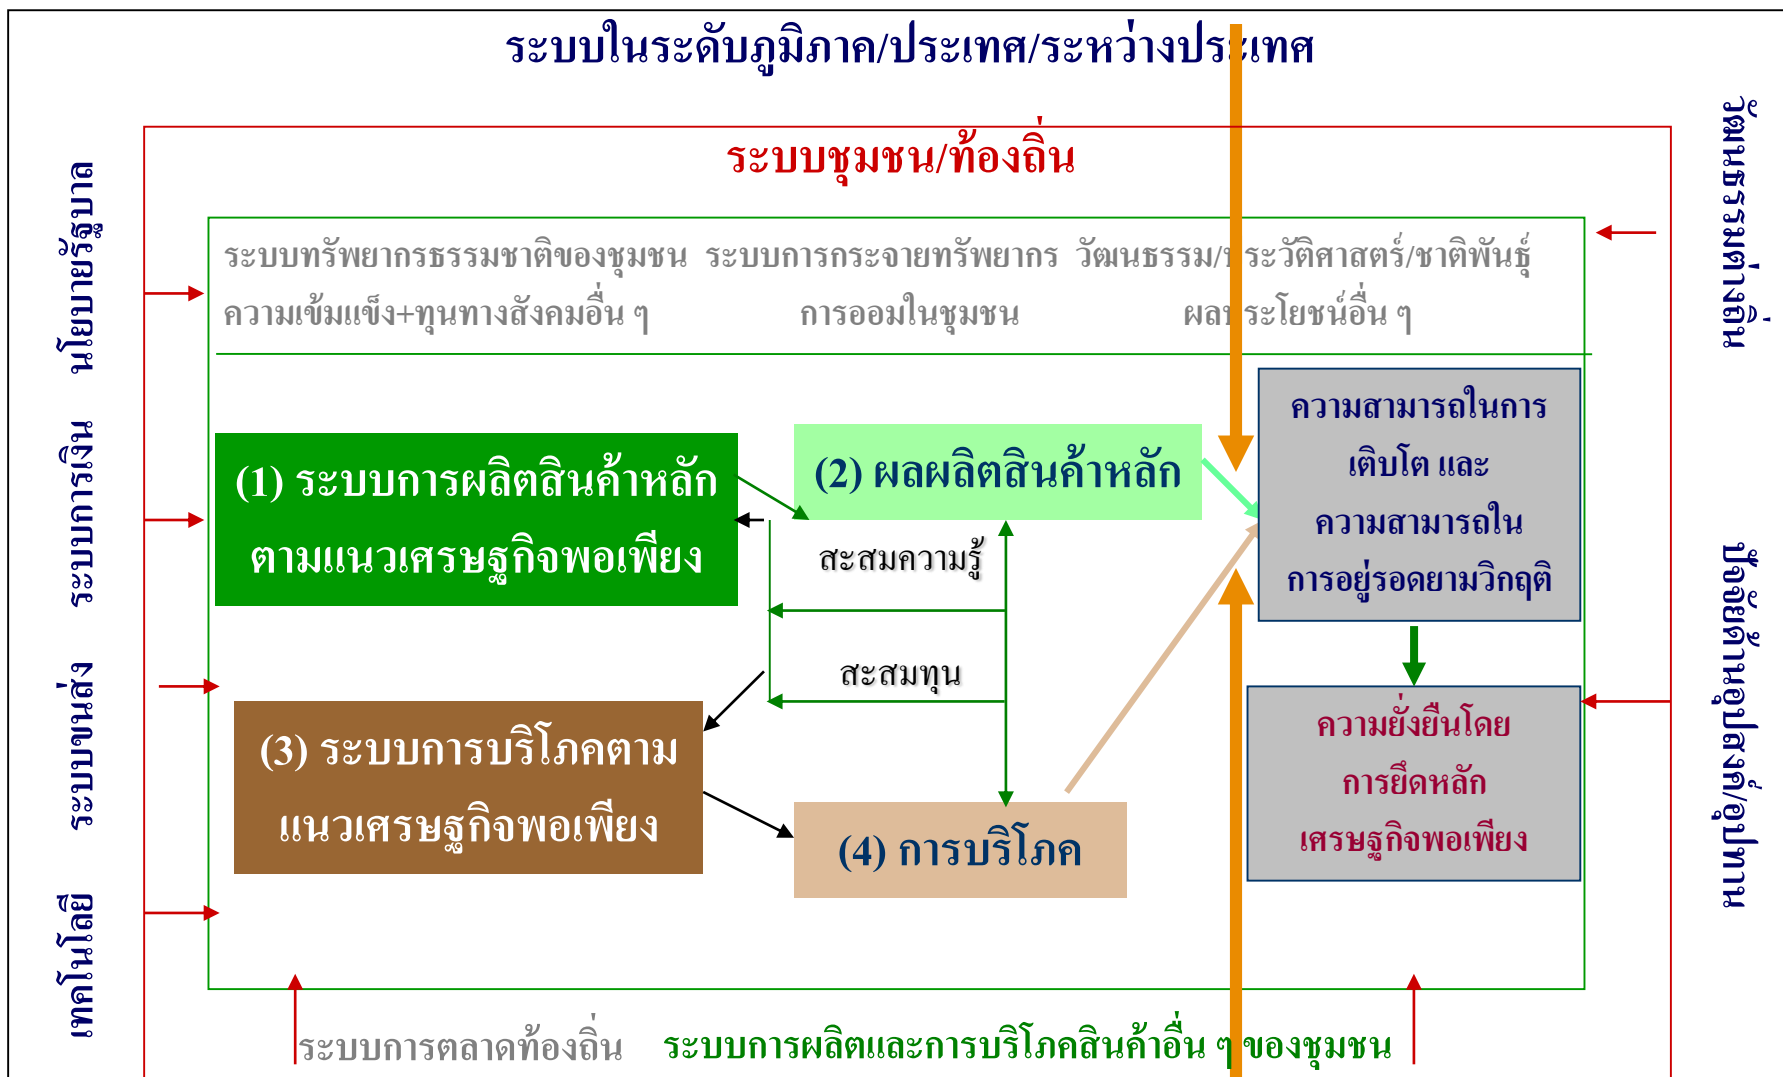 ระบบในระดับภูมิภาค/ประเทศ/ระหว่างประเทศ
ระบบชุมชน/ท้องถิ่น
นโยบายรัฐบาล
ระบบการเงิน
ระบบขนส่ง
เทคโนโลยี
ระบบทรัพยากรธรรมชาติของชุมชน ระบบการกระจายทรัพยากร วัฒนธรรม/ประวัติศาสตร์/ชาติพันธุ์
ความเข้มแข็ง+ทุนทางสังคมอื่น ๆ การออมในชุมชน ผลประโยชน์อื่น ๆ
(1) ระบบการผลิตสินค้าหลัก
ตามแนวเศรษฐกิจพอเพียง
(2) ผลผลิตสินค้าหลัก
สะสมความรู้
สะสมทุน
(3) ระบบการบริโภคตาม
แนวเศรษฐกิจพอเพียง
(4) การบริโภค
ความสามารถในการ
เติบโต และ
ความสามารถใน
การอยู่รอดยามวิกฤติ
ความยั่งยืนโดย
การยึดหลัก
เศรษฐกิจพอเพียง
วัฒนธรรมต่างถิ่น
ปัจจัยด้านอุปสงค์/อุปทาน
ระบบการตลาดท้องถิ่น
ระบบการผลิตและการบริโภคสินค้าอื่น ๆ ของชุมชน